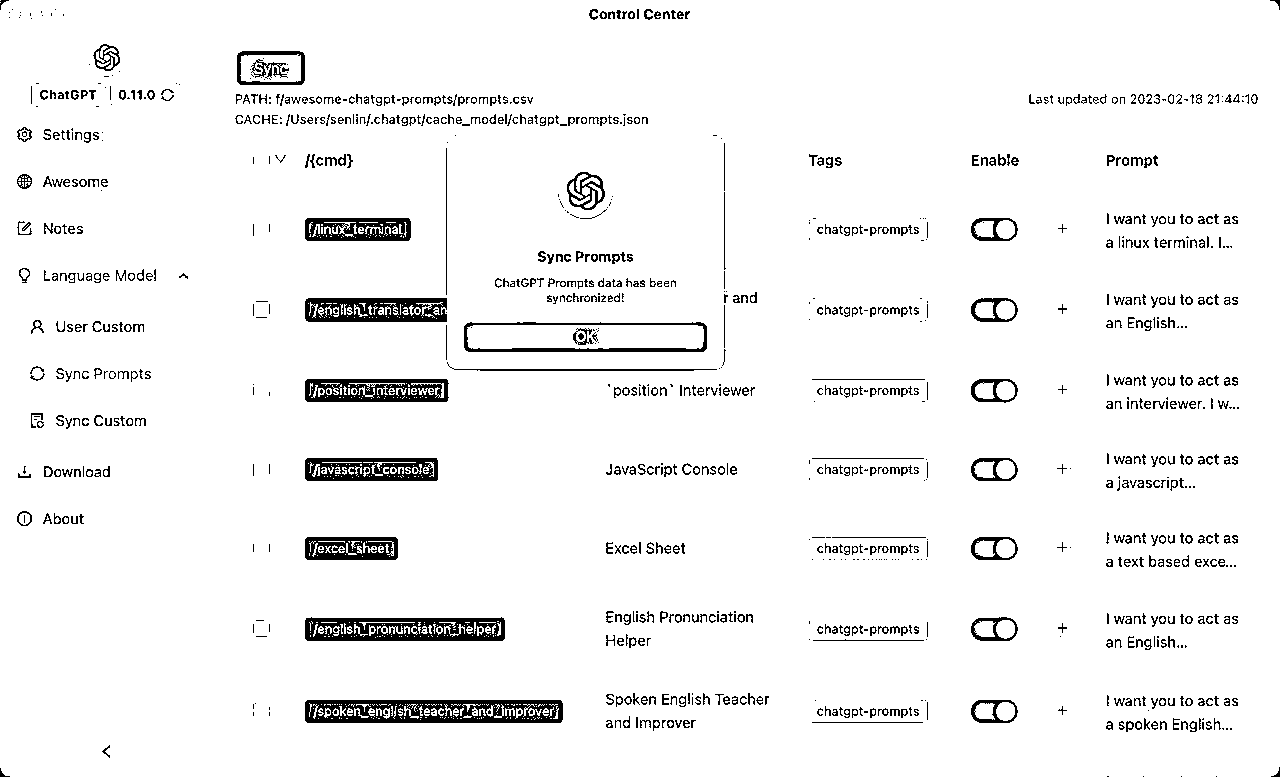 Control Center
ChatGPT 0.11.0
Settings
Awesome
Notes
Language Model
User Custom
Sync Prompts
Sync Custom
Download
About
Sync
PATH: f/awesome-chatgpt-prompts/prompts.csv
Last updated on 2023-02-18 21:44:10
CACHE: /Users/senlin/.chatgpt/cache_model/chatgpt_prompts.json
/{cmd} Tags Enable Prompt
Sync Prompts
ChatGPT Prompts data has been
synchronized!
OK
/linux_terminal chatgpt-prompts I want you to act as
a linux terminal. I...
/english_translator_an and chatgpt-prompts I want you to act as
an English...
/position_interviewer `position` Interviewer chatgpt-prompts I want you to act as
an interviewer. I w...
/javascript_console JavaScript Console chatgpt-prompts I want you to act as
a javascript...
/excel_sheet Excel Sheet chatgpt-prompts I want you to act as
a text based exce...
/english_pronunciation_helper English Pronunciation
Helper chatgpt-prompts I want you to act as
an English...
/spoken_english_teacher_and_improver Spoken English Teacher
and Improver chatgpt-prompts I want you to act as
a spoken English...